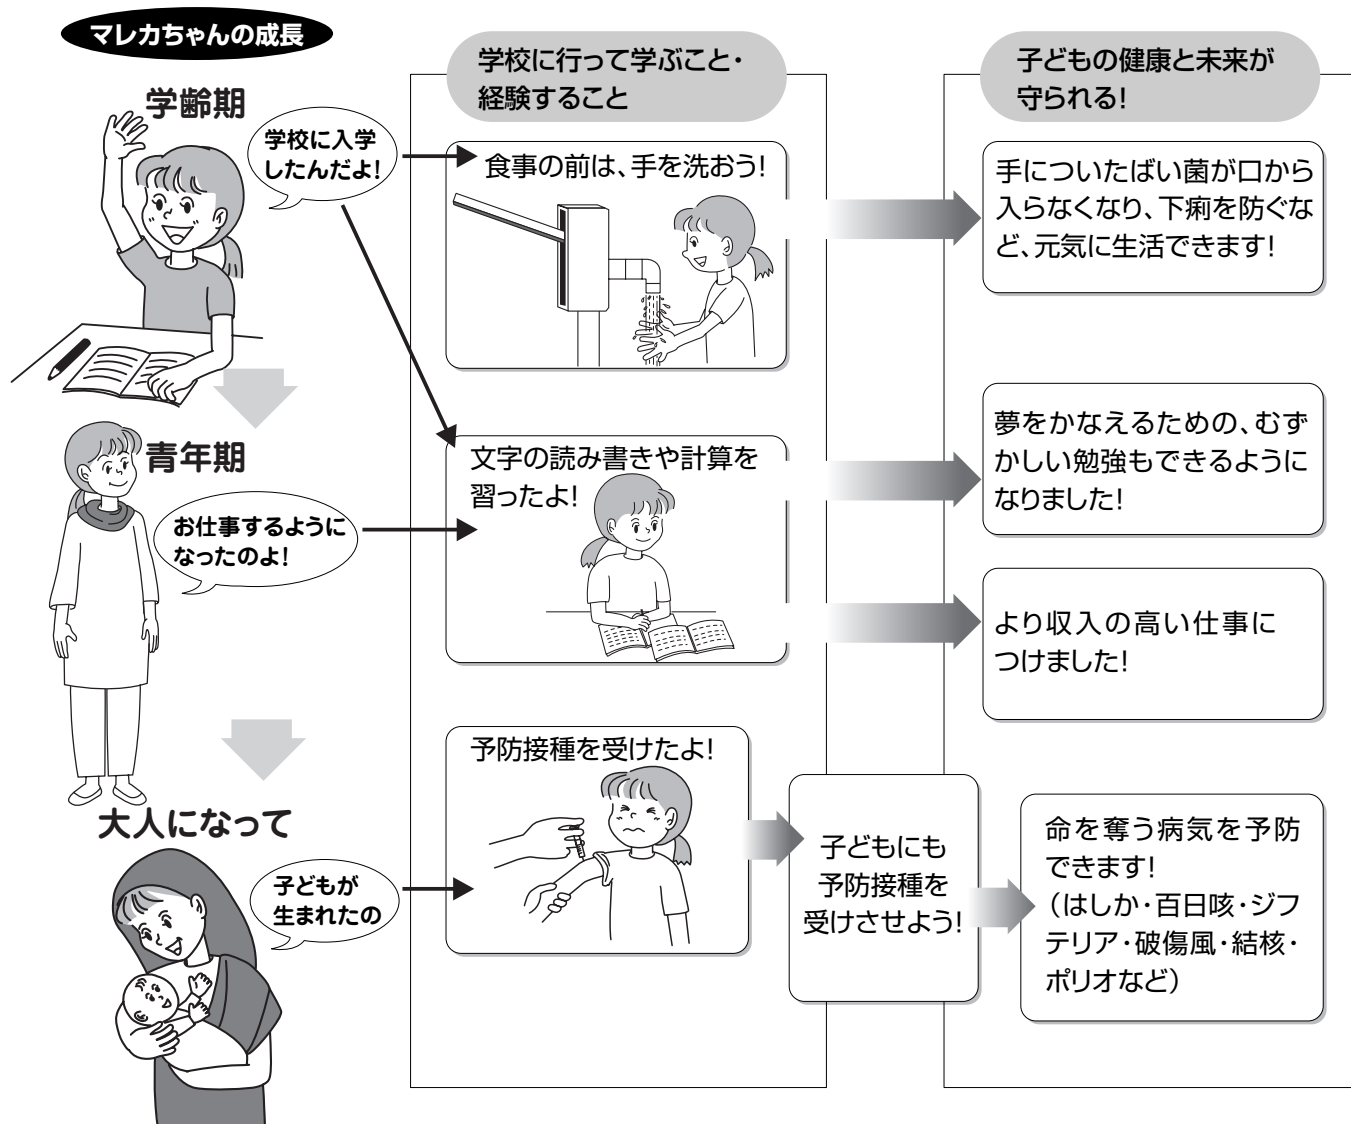 マレカちゃんの成長
学齢期
学校に入学
したんだよ!
青年期
お仕事するように
なったのよ!
大人になって
子どもが
生まれたの
学校に行って学ぶこと・
経験すること
食事の前は、手を洗おう!
文字の読み書きや計算を
習ったよ!
予防接種を受けたよ!
子どもにも
予防接種を
受けさせよう!
子どもの健康と未来が
守られる!
手についたばい菌が口から
入らなくなり、下痢を防ぐな
ど、元気に生活できます!
夢をかなえるための、むず
かしい勉強もできるように
なりました!
より収入の高い仕事に
つけました!
命を奪う病気を予防
できます!
(はしか・百日咳・ジフ
テリア・破傷風・結核・
ポリオなど)